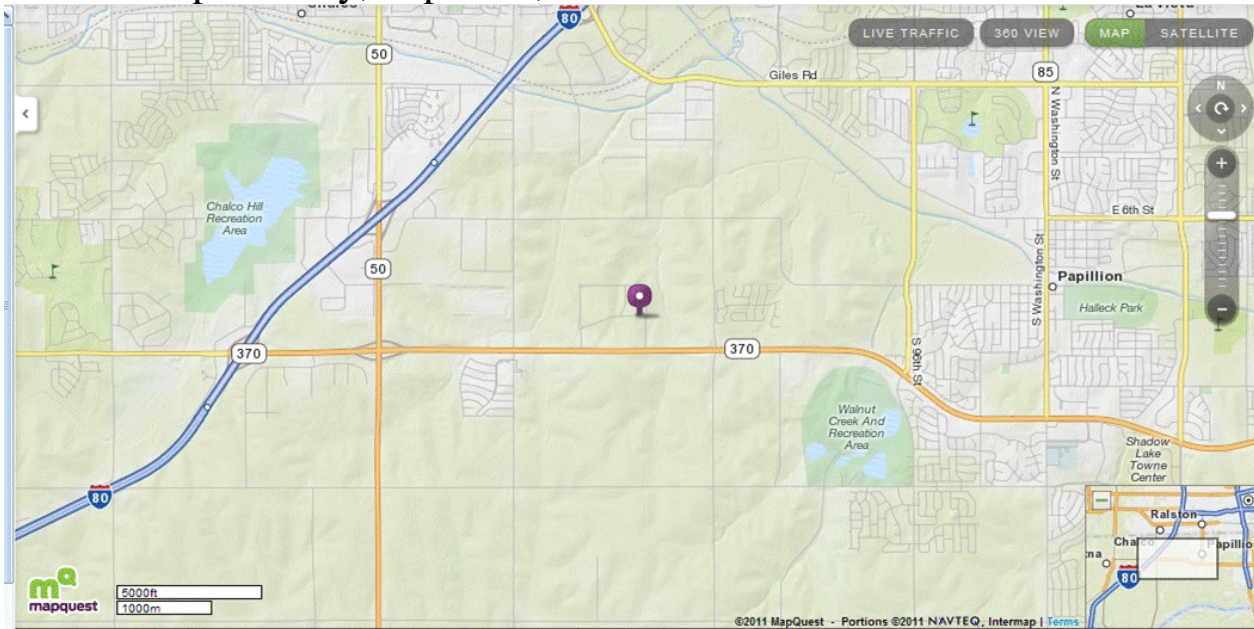 80
50
LIVE TRAFFIC
360 VIEW
MAP
SATELLITE
Giles Rd
85
N
N Washington St
Chalco Hill
Recreation
Area
E 6th St
50
S Washington St
Papillion
Halleck Park
370
370
S 96th St
Walnut
Creek And
Recreation
Area
Shadow
Lake
Towne
Center
80
Ralston
Chalco
Papillio
na
80
mapquest
5000ft
1000m
©2011 MapQuest - Portions ©2011 NAVTEQ, Intermap | Terms